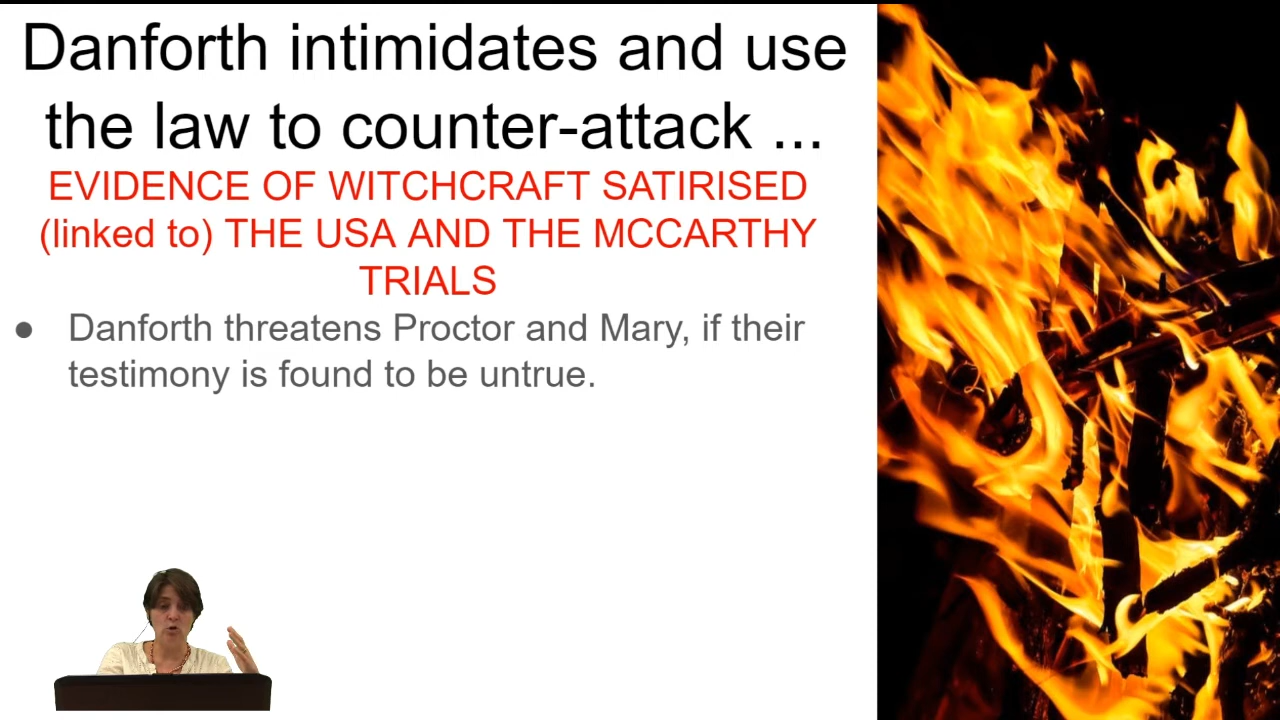 Danforth intimidates and use
the law to counter-attack ...
EVIDENCE OF WITCHCRAFT SATIRISED
(linked to) THE USA AND THE MCCARTHY
TRIALS
● Danforth threatens Proctor and Mary, if their
testimony is found to be untrue.